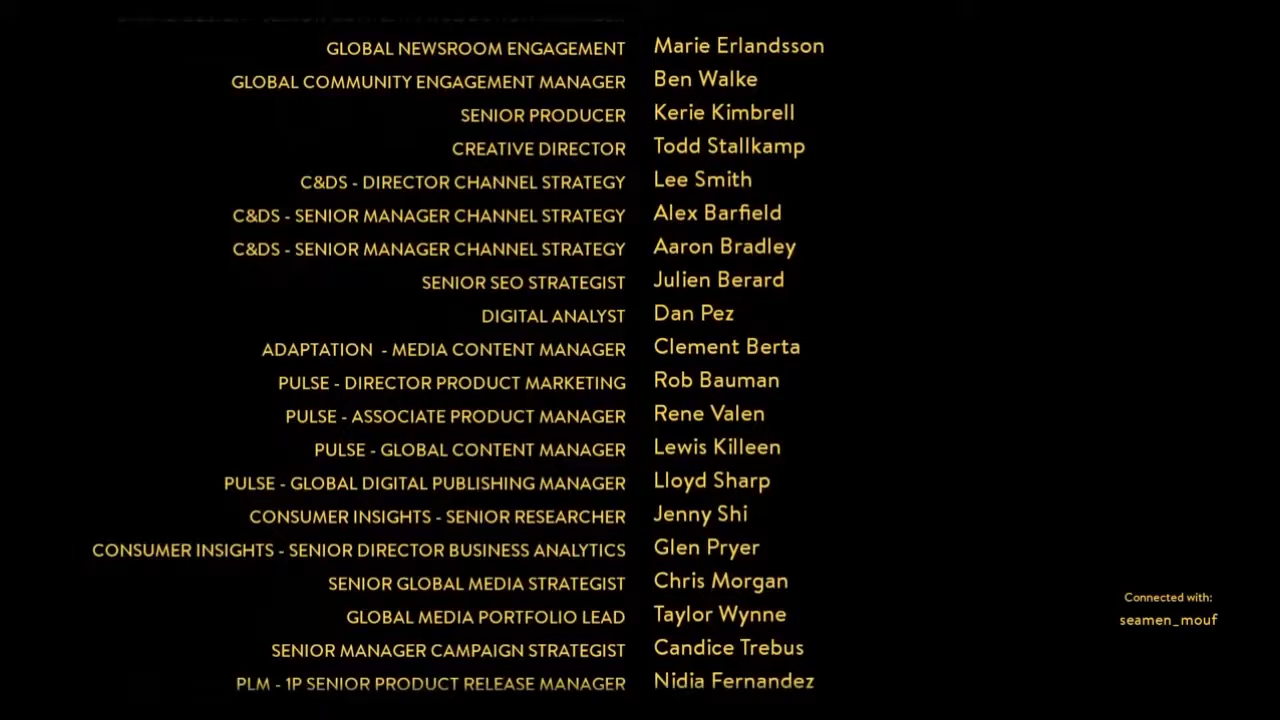 GLOBAL NEWSROOM ENGAGEMENT Marie Erlandsson
GLOBAL COMMUNITY ENGAGEMENT MANAGER Ben Walke
SENIOR PRODUCER Kerie Kimbrell
CREATIVE DIRECTOR Todd Stallkamp
C&DS - DIRECTOR CHANNEL STRATEGY Lee Smith
C&DS - SENIOR MANAGER CHANNEL STRATEGY Alex Barfield
C&DS - SENIOR MANAGER CHANNEL STRATEGY Aaron Bradley
SENIOR SEO STRATEGIST Julien Berard
DIGITAL ANALYST Dan Pez
ADAPTATION - MEDIA CONTENT MANAGER Clement Berta
PULSE - DIRECTOR PRODUCT MARKETING Rob Bauman
PULSE - ASSOCIATE PRODUCT MANAGER Rene Valen
PULSE - GLOBAL CONTENT MANAGER Lewis Killeen
PULSE - GLOBAL DIGITAL PUBLISHING MANAGER Lloyd Sharp
CONSUMER INSIGHTS - SENIOR RESEARCHER Jenny Shi
CONSUMER INSIGHTS - SENIOR DIRECTOR BUSINESS ANALYTICS Glen Pryer
SENIOR GLOBAL MEDIA STRATEGIST Chris Morgan
GLOBAL MEDIA PORTFOLIO LEAD Taylor Wynne
SENIOR MANAGER CAMPAIGN STRATEGIST Candice Trebus
PLM - 1P SENIOR PRODUCT RELEASE MANAGER Nidia Fernandez
Connected with:
seamen_mouf